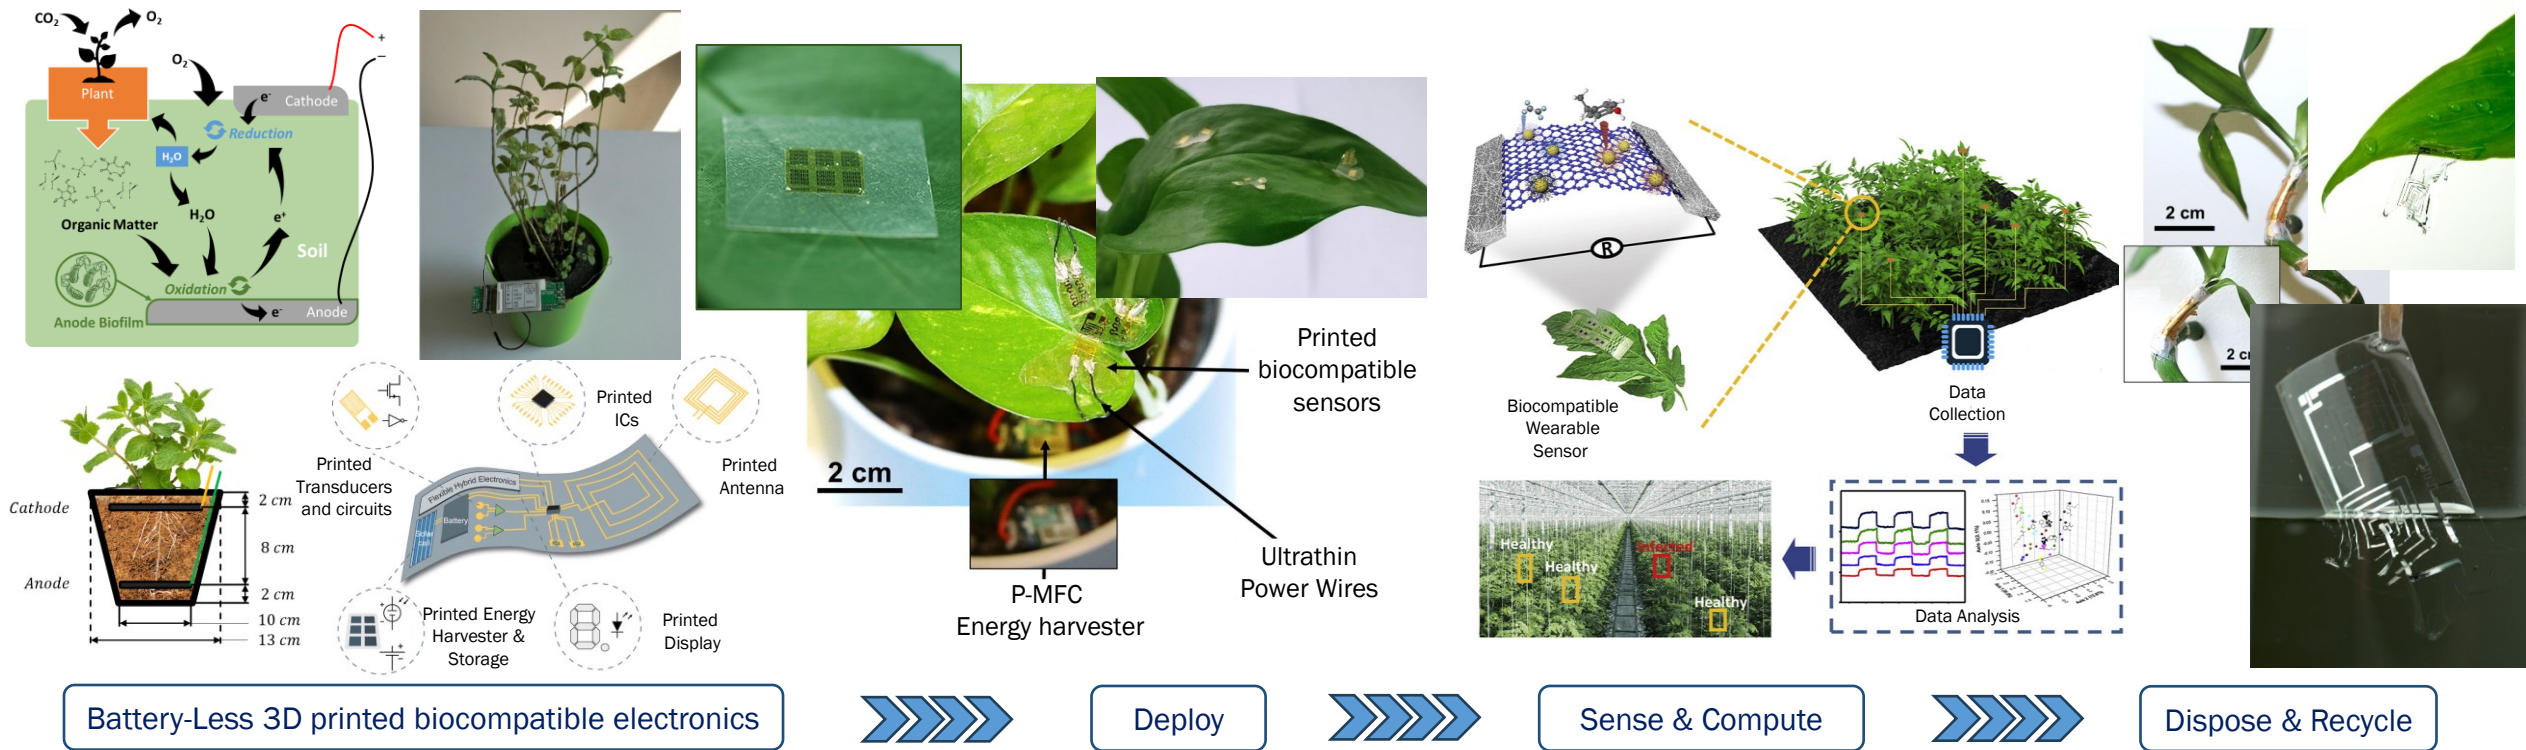 CO2
O2
Plant
O2
+
−
e-
Cathode
Reduction
H2O
H2O
e+
Organic Matter
Soil
Oxidation
Anode Biofilm
e-
Anode
Cathode
Anode
2 cm
8 cm
2 cm
10 cm
13 cm
Printed
Transducers
and circuits
Printed
ICs
Printed
Antenna
Flexible Hybrid Electronics
Battery
Solar
cell
Printed Energy
Harvester &
Storage
Printed
Display
2 cm
P-MFC
Energy harvester
Printed
biocompatible
sensors
Ultrathin
Power Wires
R
Biocompatible
Wearable
Sensor
Data
Collection
Healthy
Healthy
Infected
Healthy
Data Analysis
2 cm
Battery-Less 3D printed biocompatible electronics
Deploy
Sense & Compute
Dispose & Recycle